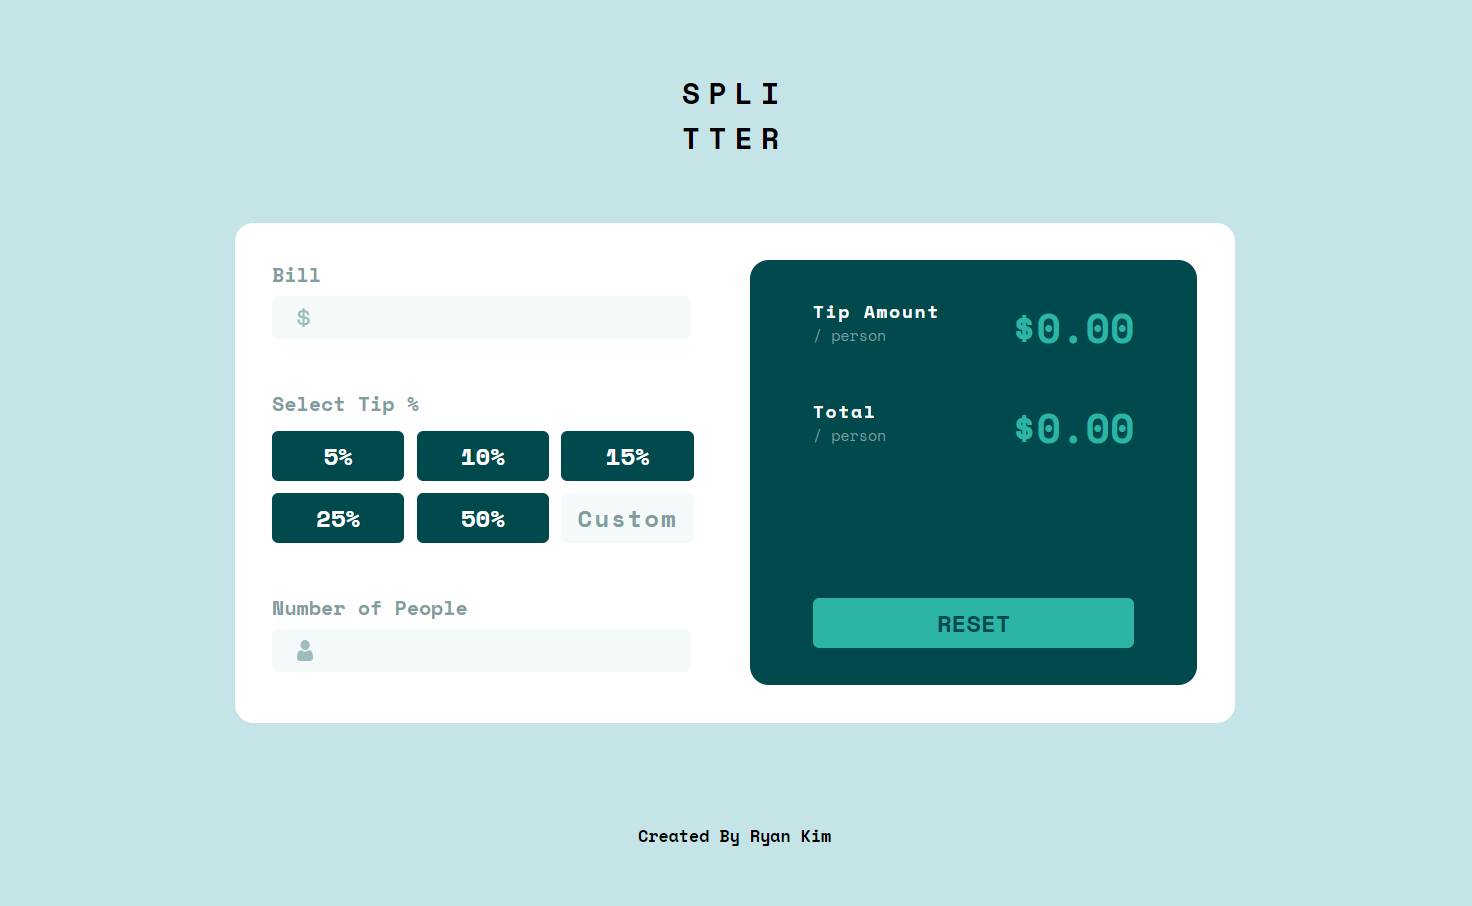 SPLI
TTER
Bill
$
Select Tip %
5% 10% 15%
25% 50% Custom
Number of People
Tip Amount
/ person
$0.00
Total
/ person
$0.00
RESET
Created By Ryan Kim